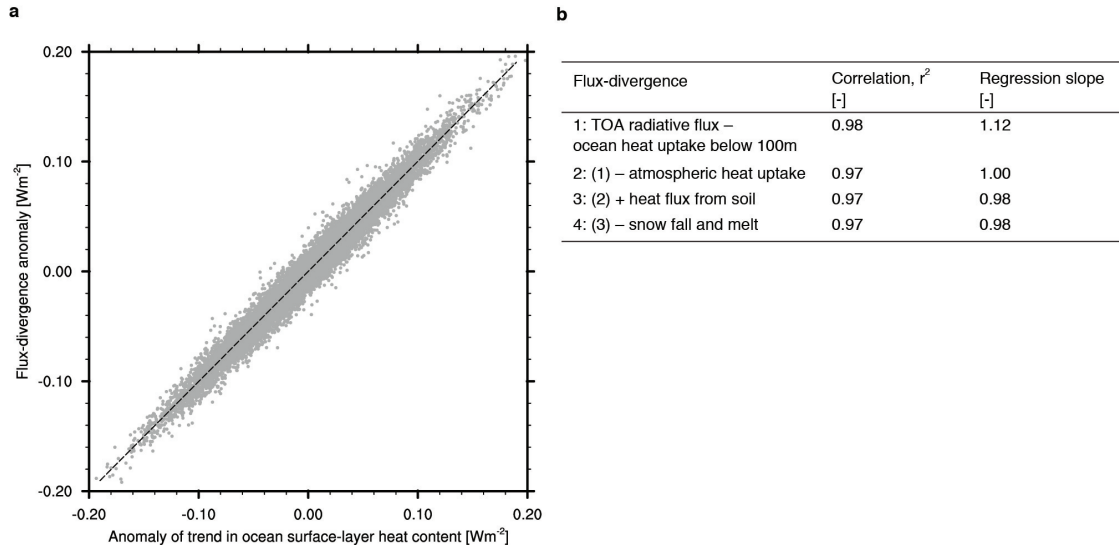 a
Flux-divergence anomaly [Wm⁻²]
0.20
0.10
0.00
-0.10
-0.20
-0.20 -0.10 0.00 0.10 0.20
Anomaly of trend in ocean surface-layer heat content [Wm⁻²]
b
Flux-divergence Correlation, r² Regression slope
[-] [-]
1: TOA radiative flux – 0.98 1.12
ocean heat uptake below 100m
2: (1) – atmospheric heat uptake 0.97 1.00
3: (2) + heat flux from soil 0.97 0.98
4: (3) – snow fall and melt 0.97 0.98